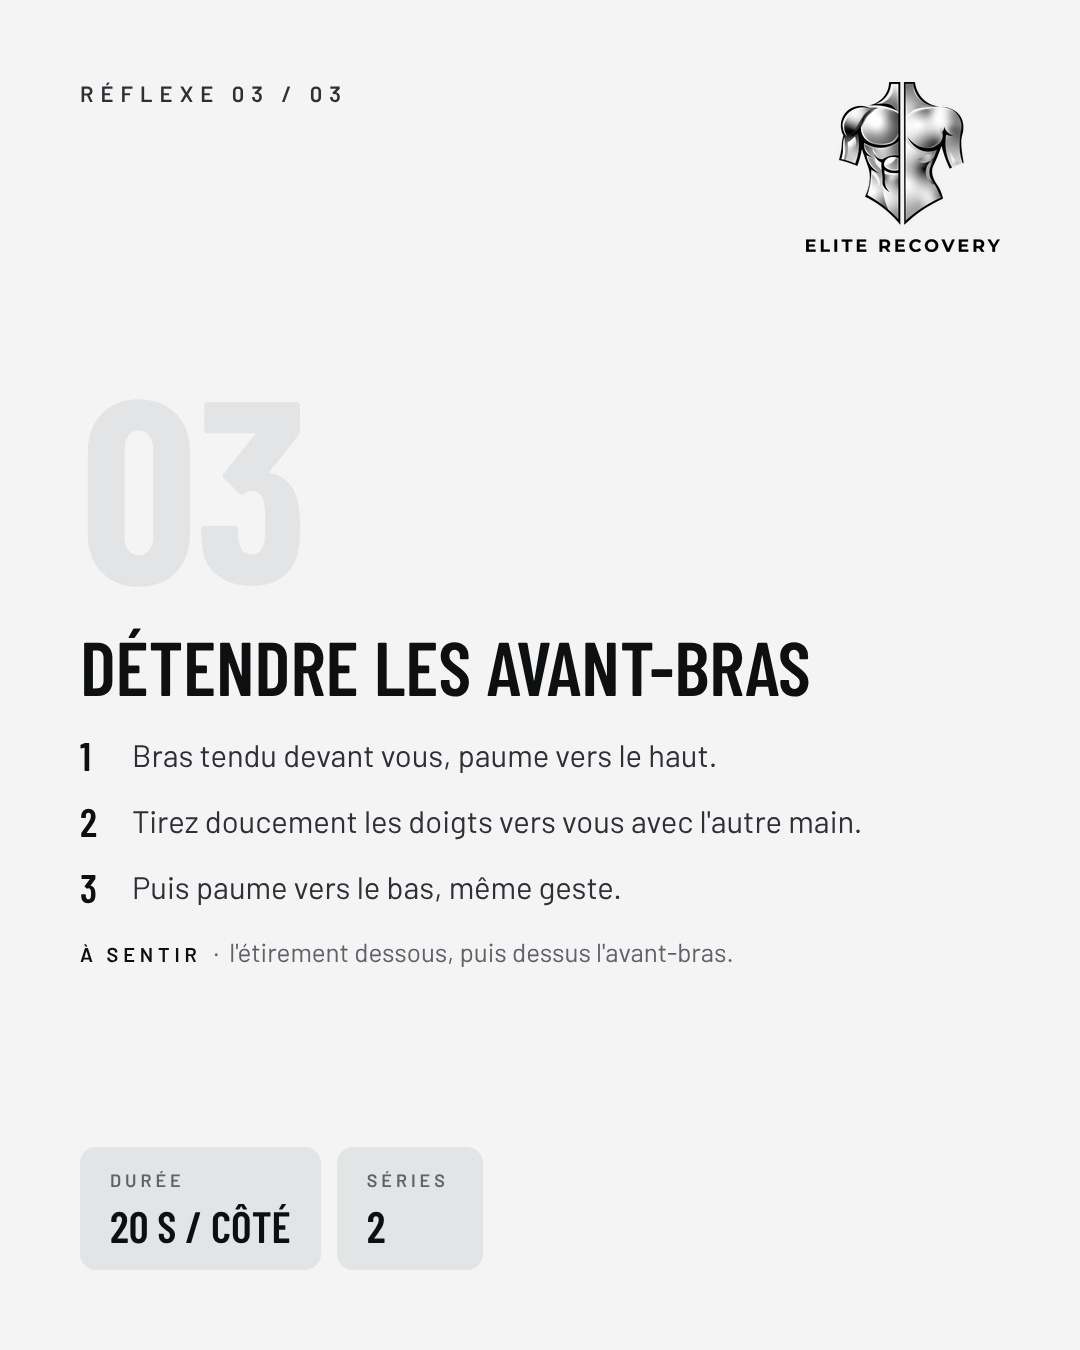 RÉFLEXE 03 / 03
ELITE RECOVERY
03
DÉTENDRE LES AVANT-BRAS
1 Bras tendu devant vous, paume vers le haut.
2 Tirez doucement les doigts vers vous avec l'autre main.
3 Puis paume vers le bas, même geste.
À SENTIR · l'étirement dessous, puis dessus l'avant-bras.
DURÉE
20 S / CÔTÉ
SÉRIES
2